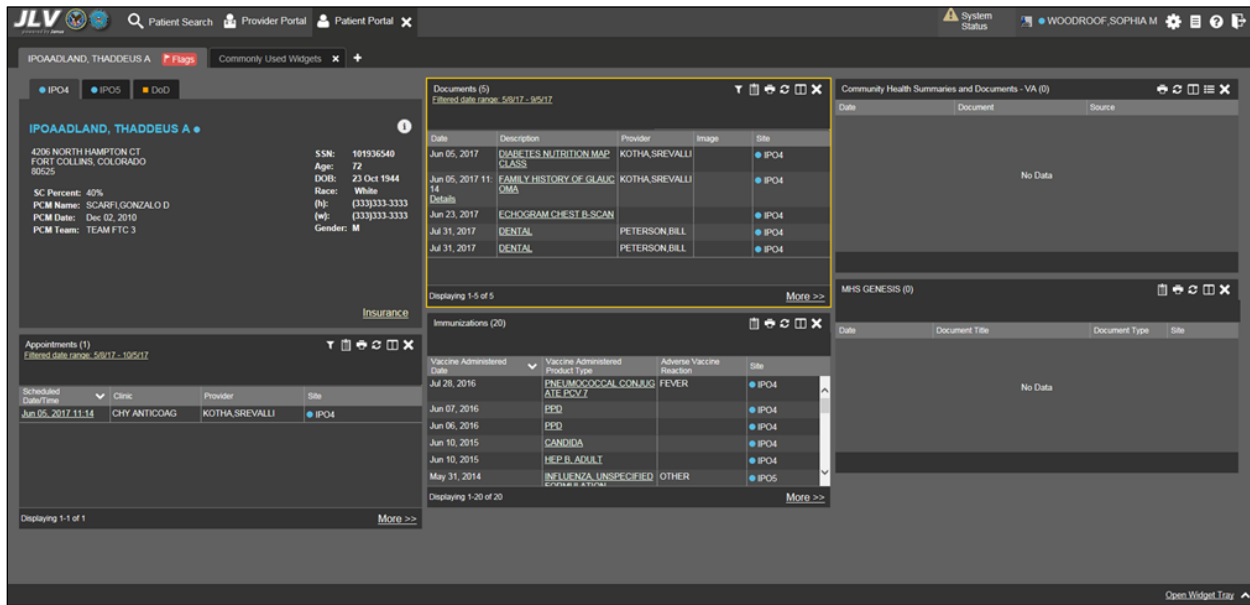 JLV Patient Search Provider Portal Patient Portal System Status WOODROOF,SOPHIA M
powered by Janus
IPOAADLAND, THADDEUS A Flags Commonly Used Widgets
IPO4 IPO5 DoD
IPOAADLAND, THADDEUS A
4206 NORTH HAMPTON CT
FORT COLLINS, COLORADO
80525
SC Percent: 40%
PCM Name: SCARFI,GONZALO D
PCM Date: Dec 02, 2010
PCM Team: TEAM FTC 3
SSN: 101936540
Age: 72
DOB: 23 Oct 1944
Race: White
(h): (333)333-3333
(w): (333)333-3333
Gender: M
Insurance
Appointments (1)
Filtered date range: 5/8/17 - 10/5/17
Scheduled Date/Time Clinic Provider Site
Jun 05, 2017 11:14 CHY ANTICOAG KOTHA,SREVALLI IPO4
Displaying 1-1 of 1 More >>
Documents (5)
Filtered date range: 5/8/17 - 9/5/17
Date Description Provider Image Site
Jun 05, 2017 DIABETES NUTRITION MAP KOTHA,SREVALLI IPO4
CLASS
Jun 05, 2017 11: FAMILY HISTORY OF GLAUC KOTHA,SREVALLI IPO4
14 OMA
Details
Jun 23, 2017 ECHOGRAM CHEST B-SCAN IPO4
Jul 31, 2017 DENTAL PETERSON,BILL IPO4
Jul 31, 2017 DENTAL PETERSON,BILL IPO4
Displaying 1-5 of 5 More >>
Immunizations (20)
Vaccine Administered Date Vaccine Administered Product Type Adverse Vaccine Reaction Site
Jul 28, 2016 PNEUMOCOCCAL CONJUG FEVER IPO4
ATE PCV 7
Jun 07, 2016 PPD IPO4
Jun 06, 2016 PPD IPO4
Jun 10, 2015 CANDIDA IPO4
Jun 10, 2015 HEP B, ADULT IPO4
May 31, 2014 INFLUENZA, UNSPECIFIED OTHER IPO5
FORMULATION
Displaying 1-20 of 20 More >>
Community Health Summaries and Documents - VA (0)
Date Document Source
No Data
MHS GENESIS (0)
Date Document Title Document Type Site
No Data
Open Widget Tray